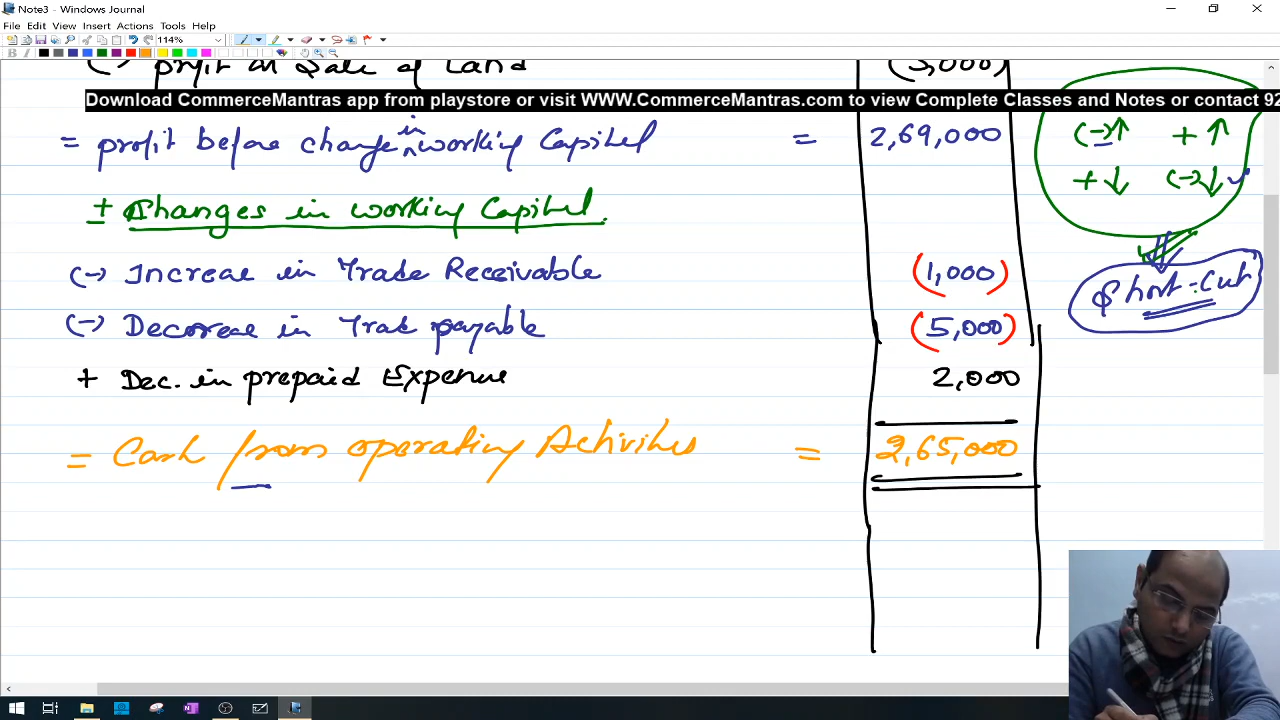 Note3 - Windows Journal
File Edit View Insert Actions Tools Help
114%
(-) profit on Sale of Land (5,000)
Download CommerceMantras app from playstore or visit WWW.CommerceMantras.com to view Complete Classes and Notes or contact 92
= profit before change in working Capital = 2,69,000
(-)↑ +↑
+↓ (-)↓
± Changes in working Capital.
(-) Increase in Trade Receivable (1,000)
Short-Cut
(-) Decrease in Trade payable (5,000)
+ Dec. in prepaid Expense 2,000
= Cash from operating Activities = 2,65,000